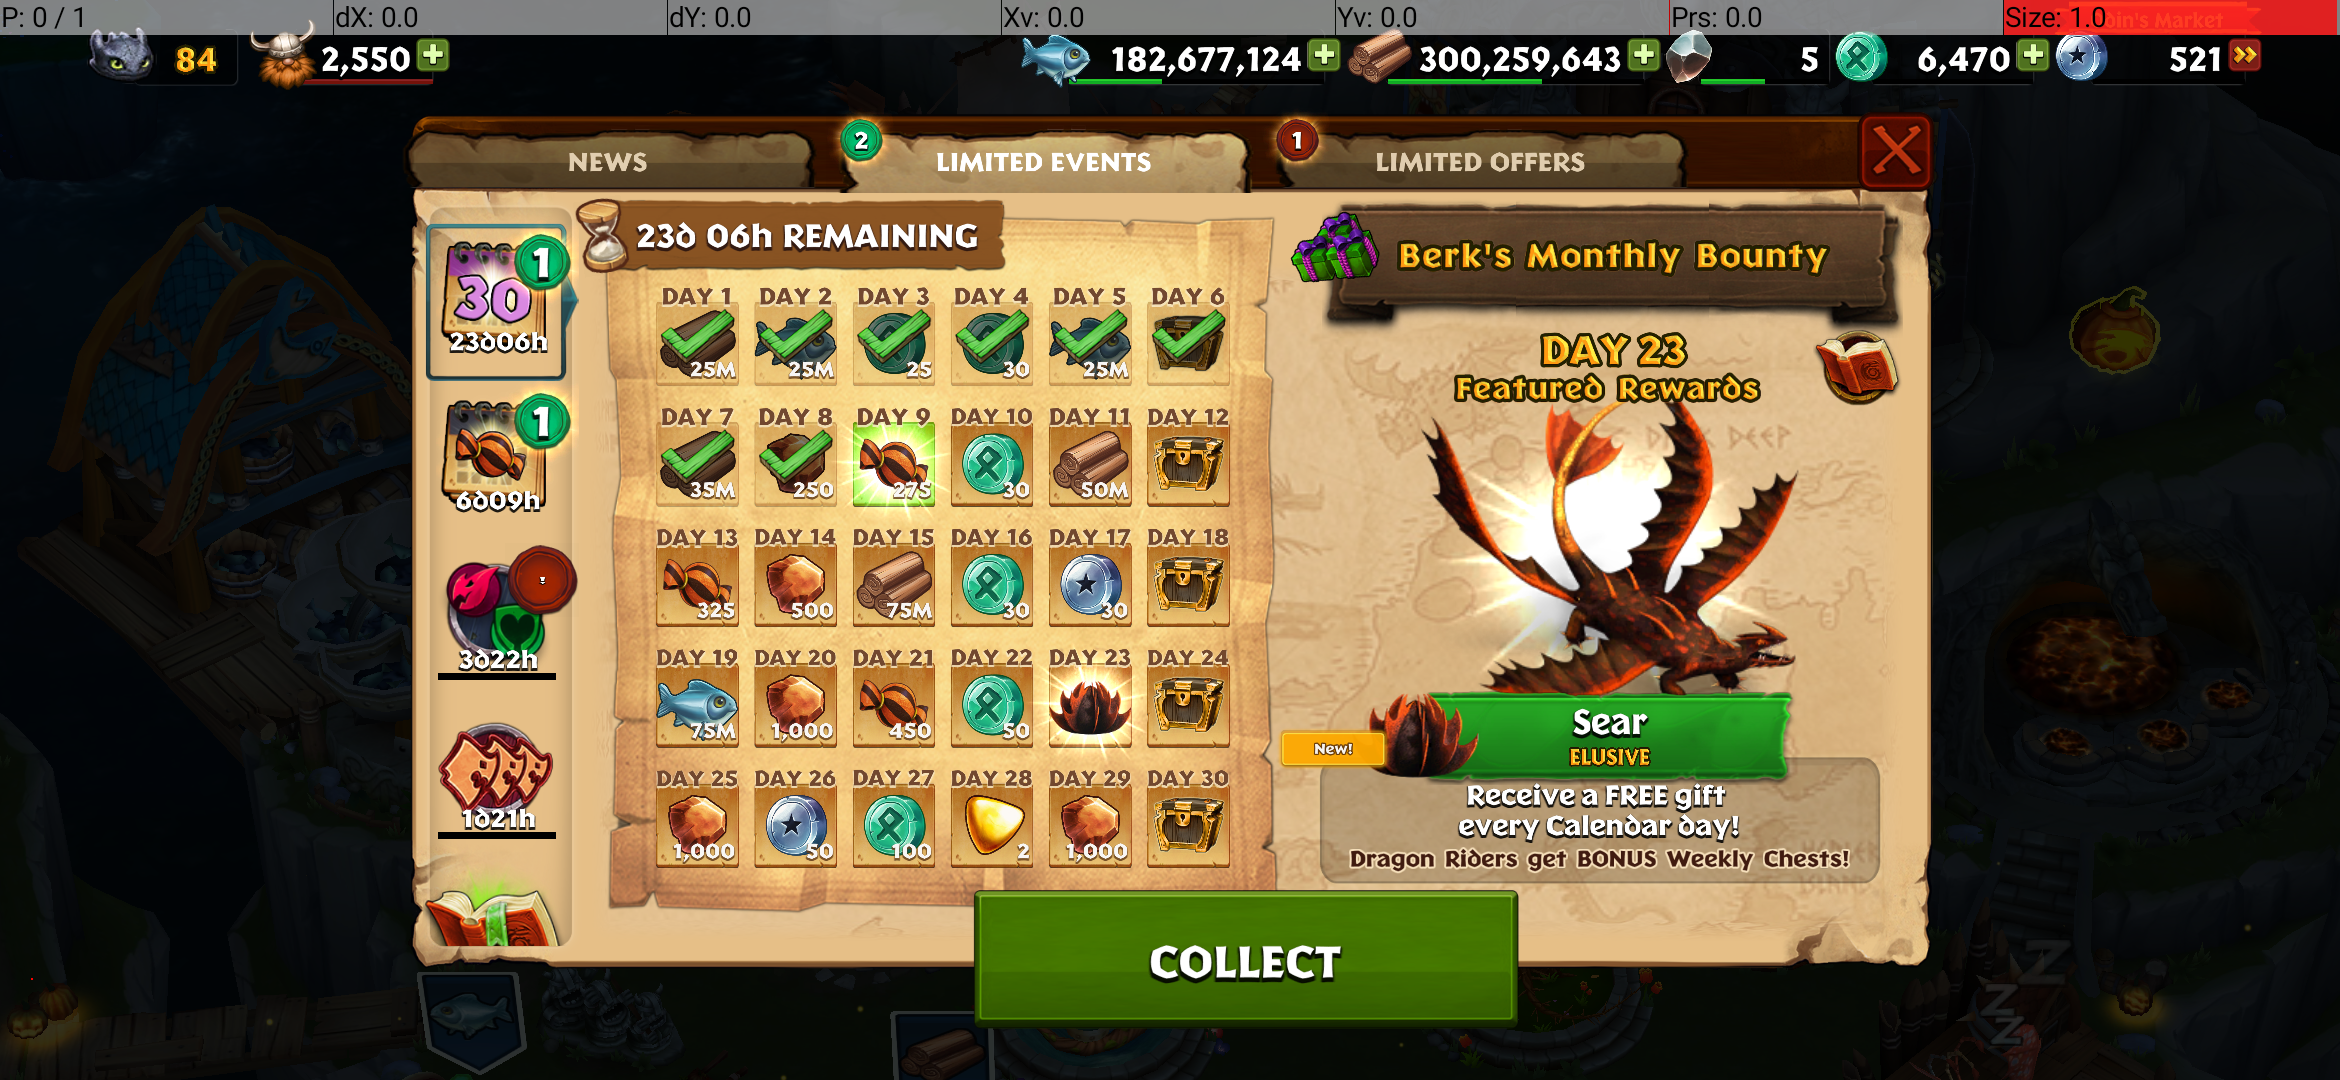 P: 0 / 1
dX: 0.0
dY: 0.0
Xv: 0.0
Yv: 0.0
Prs: 0.0
Size: 1.0
84
2,550
182,677,124
300,259,643
5
6,470
521
NEWS
2
LIMITED EVENTS
1
LIMITED OFFERS
30
1
23d06h
1
6d09h
3d22h
1d21h
23d 06h REMAINING
DAY 1
DAY 2
DAY 3
DAY 4
DAY 5
DAY 6
25M
25M
25
30
25M
DAY 7
DAY 8
DAY 9
DAY 10
DAY 11
DAY 12
35M
250
275
30
50M
DAY 13
DAY 14
DAY 15
DAY 16
DAY 17
DAY 18
325
500
75M
30
30
DAY 19
DAY 20
DAY 21
DAY 22
DAY 23
DAY 24
75M
1,000
450
50
DAY 25
DAY 26
DAY 27
DAY 28
DAY 29
DAY 30
1,000
50
100
2
1,000
Berk's Monthly Bounty
DAY 23
Featured Rewards
New!
Sear
ELUSIVE
Receive a FREE gift
every Calendar day!
Dragon Riders get BONUS Weekly Chests!
COLLECT